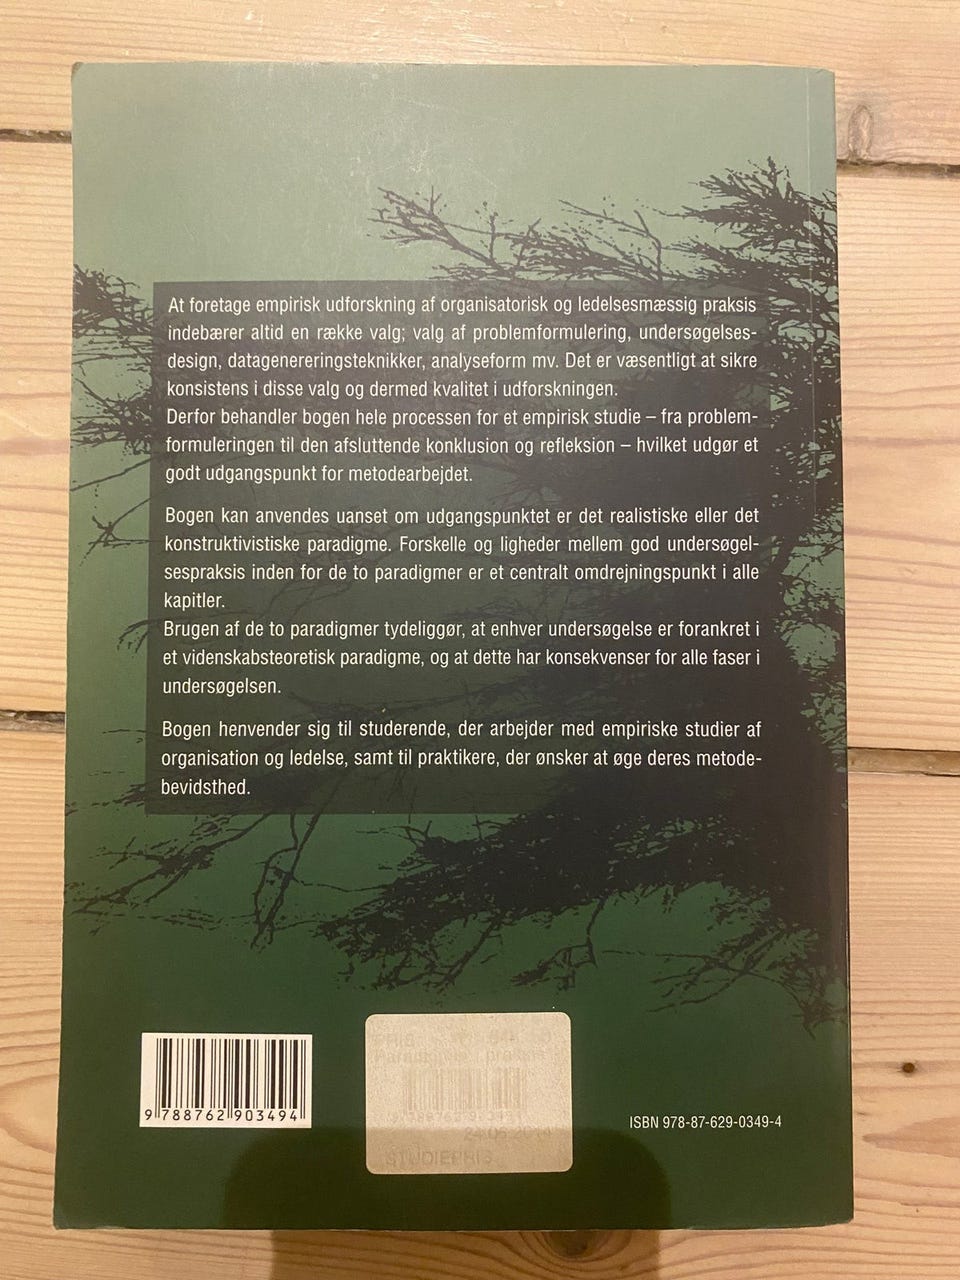 At foretage empirisk udforskning af organisatorisk og ledelsesmæssig praksis
indebærer altid en række valg; valg af problemformulering, undersøgelses-
design, datagenereringsteknikker, analyseform mv. Det er væsentligt at sikre
konsistens i disse valg og dermed kvalitet i udforskningen.
Derfor behandler bogen hele processen for et empirisk studie – fra problem-
formuleringen til den afsluttende konklusion og refleksion – hvilket udgør et
godt udgangspunkt for metodearbejdet.
Bogen kan anvendes uanset om udgangspunktet er det realistiske eller det
konstruktivistiske paradigme. Forskelle og ligheder mellem god undersøgel-
sespraksis inden for de to paradigmer er et centralt omdrejningspunkt i alle
kapitler.
Brugen af de to paradigmer tydeliggør, at enhver undersøgelse er forankret i
et videnskabsteoretisk paradigme, og at dette har konsekvenser for alle faser i
undersøgelsen.
Bogen henvender sig til studerende, der arbejder med empiriske studier af
organisation og ledelse, samt til praktikere, der ønsker at øge deres metode-
bevidsthed.
PRIS
Paradigmer i praksis
24.06.2014
STUDIEPRIS
9 788762 903494
ISBN 978-87-629-0349-4